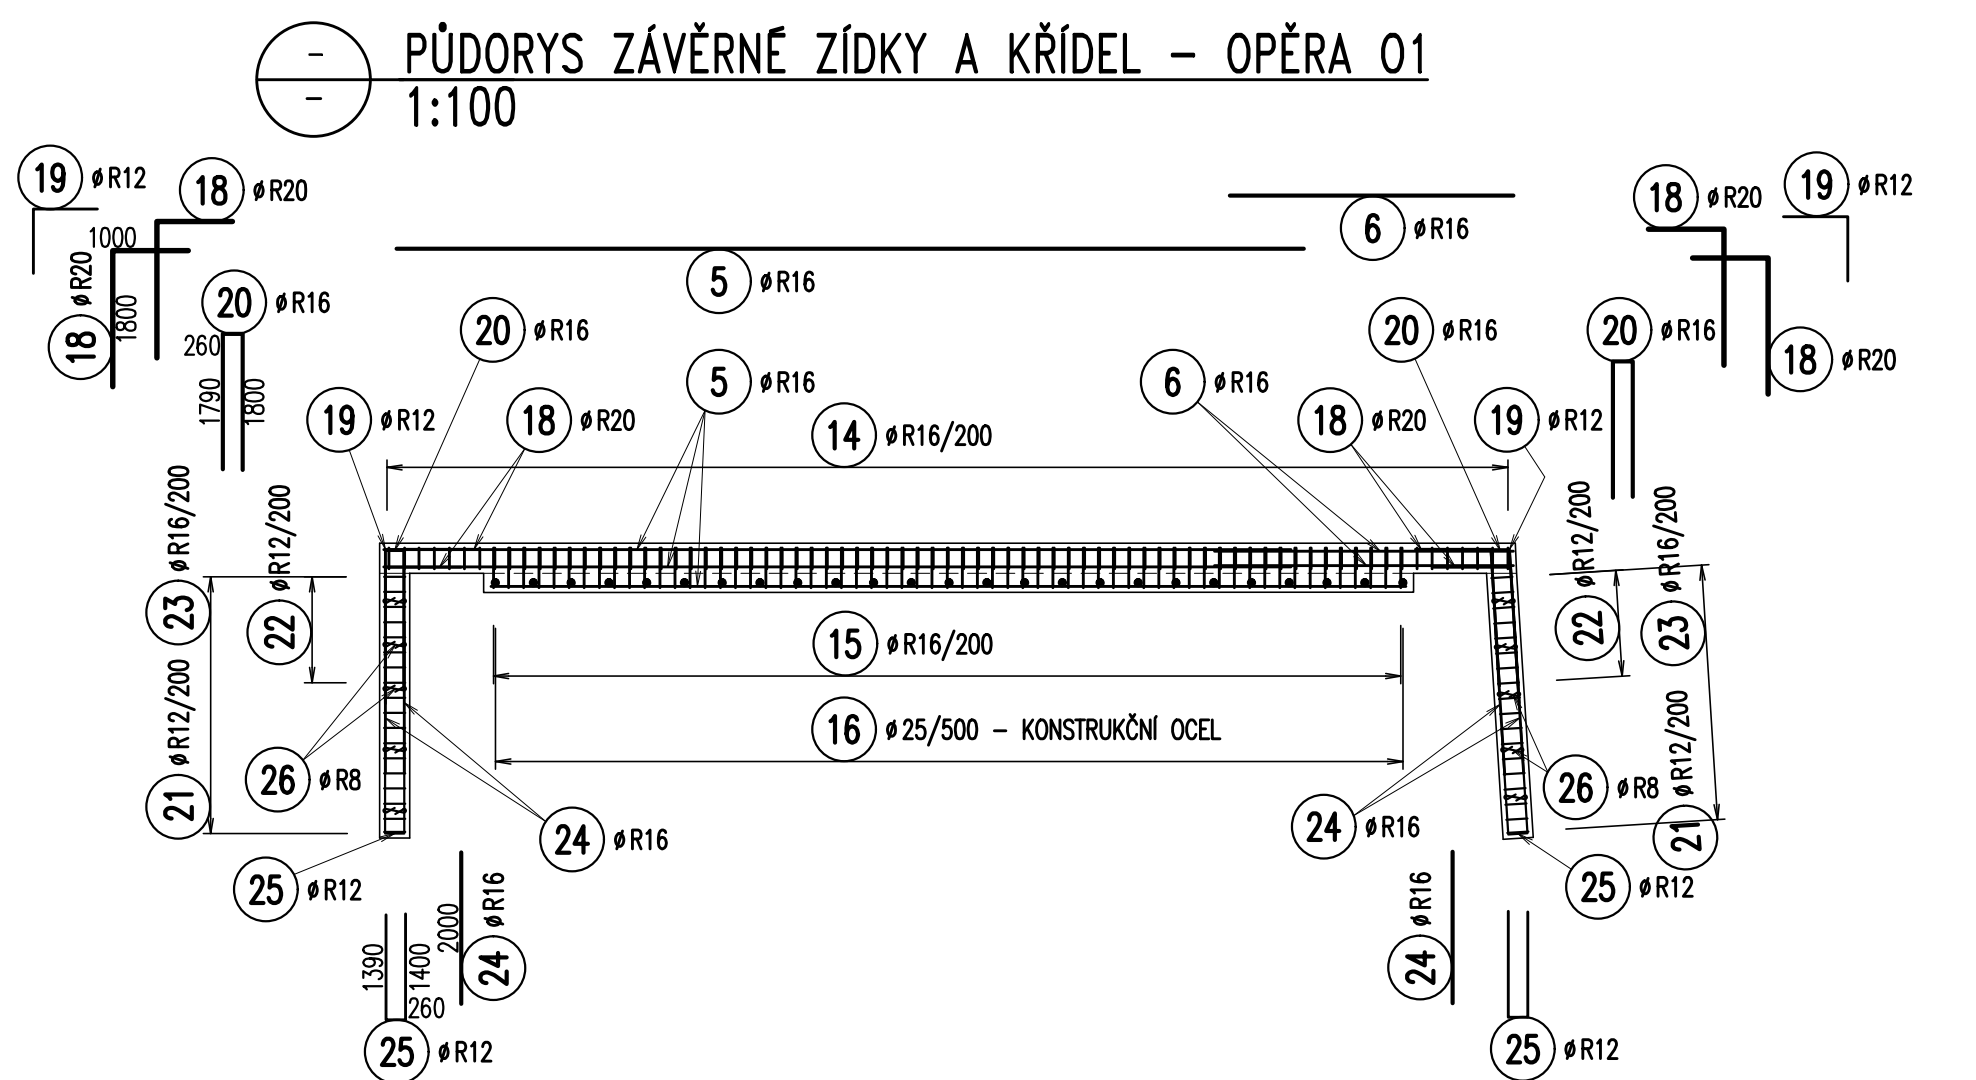 PŮDORYS ZÁVĚRNÉ ZÍDKY A KŘÍDEL – OPĚRA O1
1:100
–
–
19 øR12
18 øR20
1000
18 øR20
1800
20 øR16
260
1790
1800
5 øR16
6 øR16
18 øR20
19 øR12
18 øR20
20 øR16
20 øR16
5 øR16
6 øR16
20 øR16
19 øR12
18 øR20
14 øR16/200
18 øR20
19 øR12
23 øR16/200
22 øR12/200
21 øR12/200
22 øR12/200
23 øR16/200
21 øR12/200
15 øR16/200
16 ø25/500 – KONSTRUKČNÍ OCEL
26 øR8
24 øR16
25 øR12
24 øR16
26 øR8
25 øR12
1390
1400
260
25 øR12
2000
24 øR16
24 øR16
25 øR12